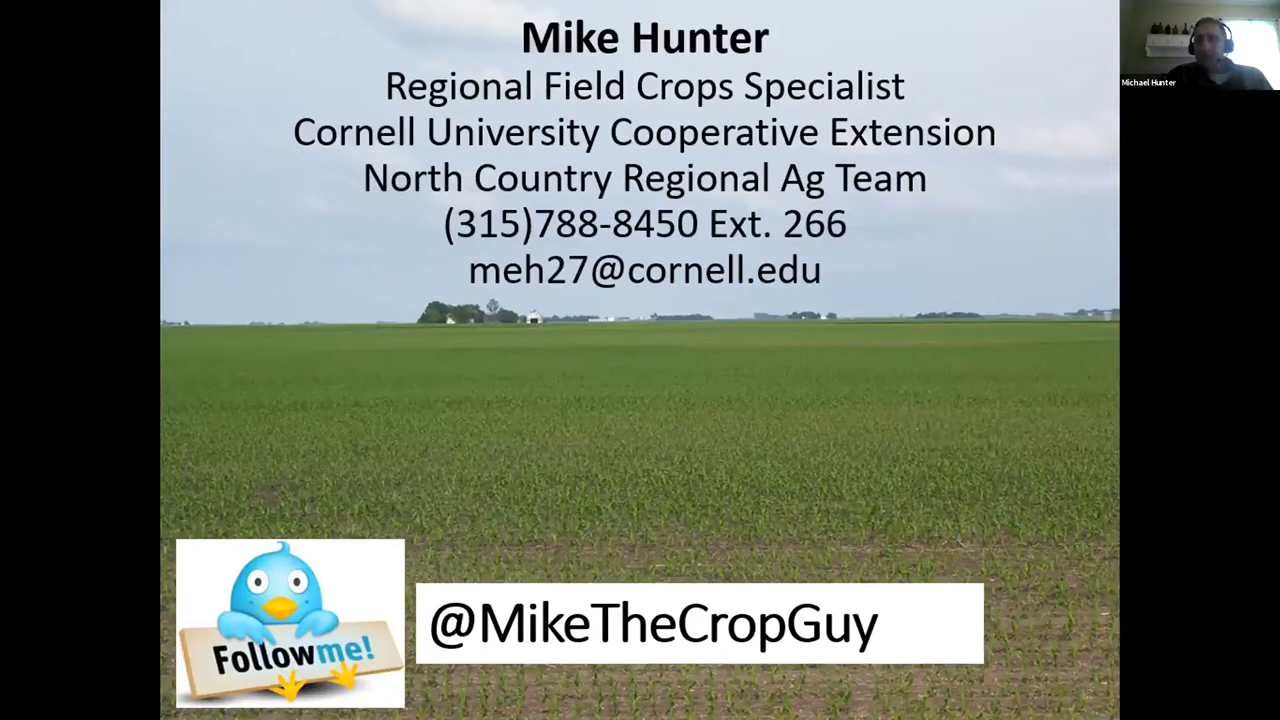 Mike Hunter
Regional Field Crops Specialist
Cornell University Cooperative Extension
North Country Regional Ag Team
(315)788-8450 Ext. 266
meh27@cornell.edu
Michael Hunter
Followme!
@MikeTheCropGuy